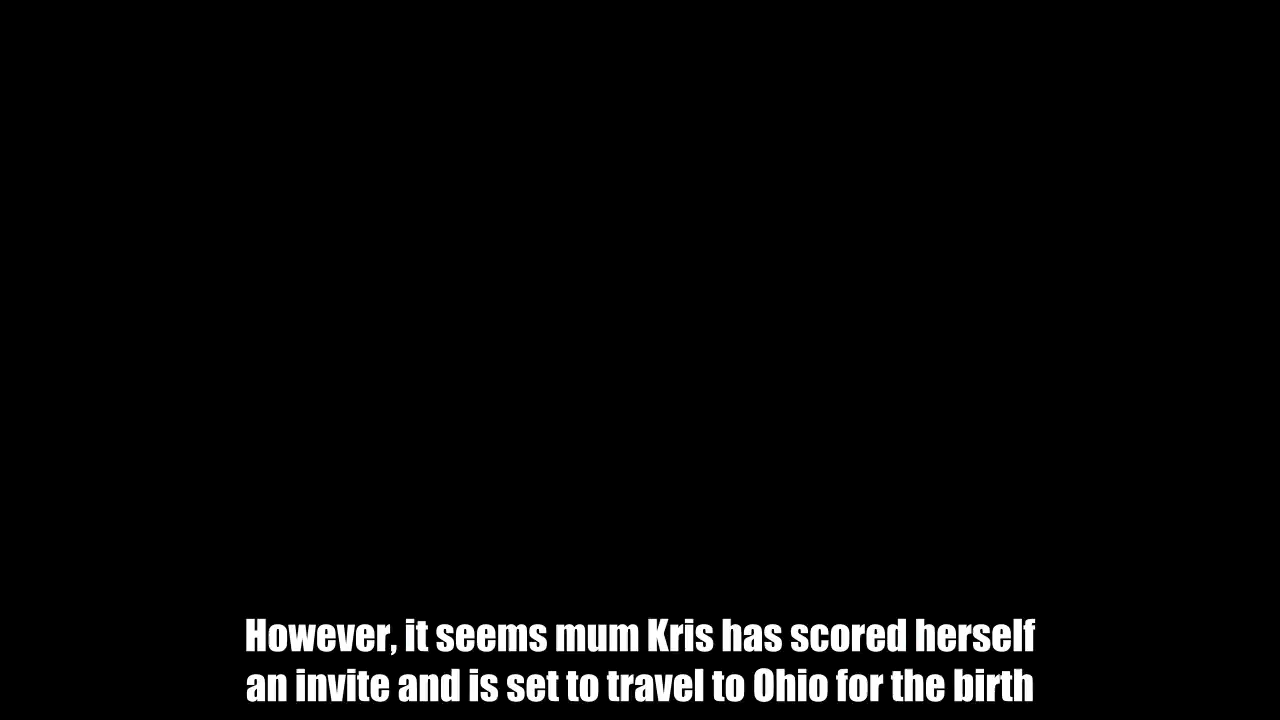 However, it seems mum Kris has scored herself
an invite and is set to travel to Ohio for the birth